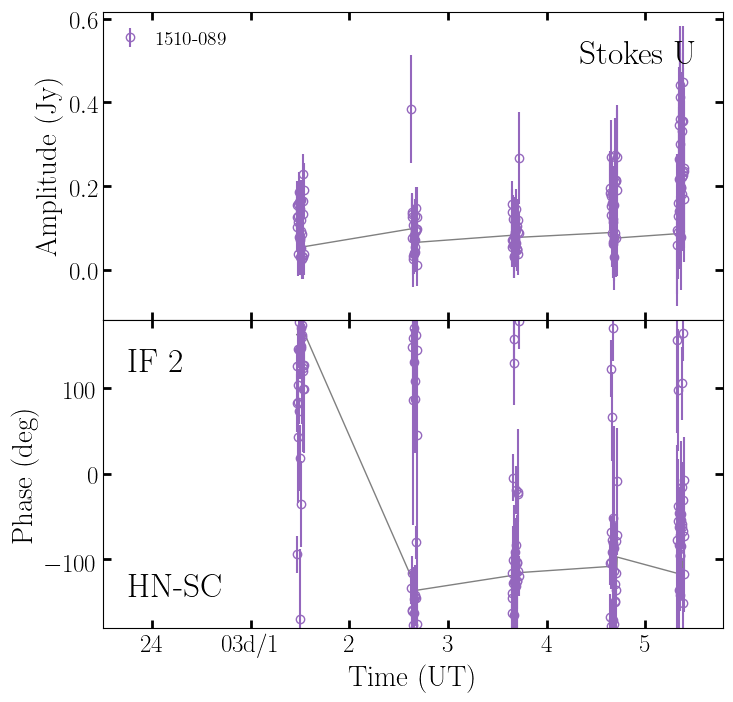 0.6
1510-089
Stokes U
0.4
Amplitude (Jy)
0.2
0.0
IF 2
100
Phase (deg)
0
−100
HN-SC
24 03d/1 2 3 4 5
Time (UT)